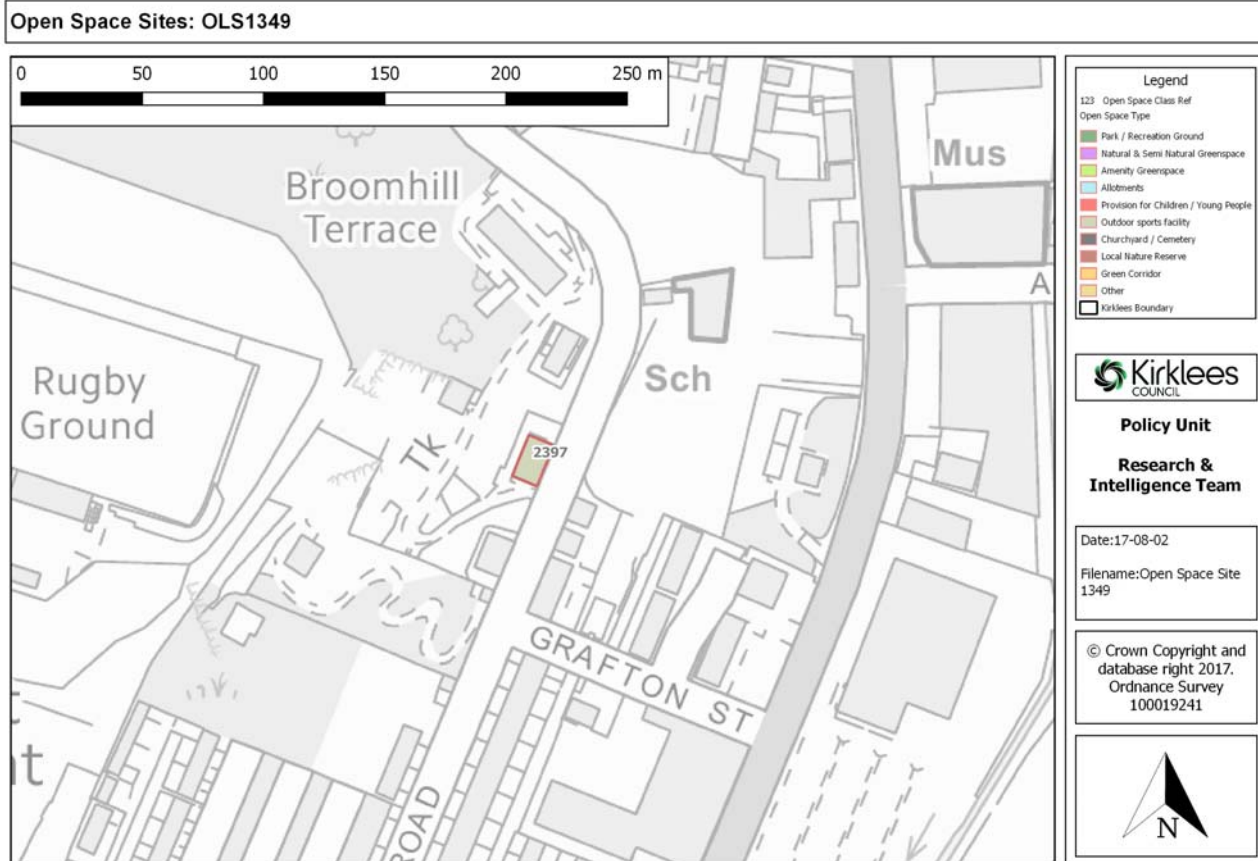 Open Space Sites: OLS1349
0 50 100 150 200 250 m
Broomhill
Terrace
Mus
A
Sch
Rugby
Ground
Tk
2397
GRAFTON ST
ROAD
t
nt
Legend
123 Open Space Class Ref
Open Space Type
Park / Recreation Ground
Natural & Semi Natural Greenspace
Amenity Greenspace
Allotments
Provision for Children / Young People
Outdoor sports facility
Churchyard / Cemetery
Local Nature Reserve
Green Corridor
Other
Kirklees Boundary
Kirklees
COUNCIL
Policy Unit
Research &
Intelligence Team
Date:17-08-02
Filename:Open Space Site
1349
© Crown Copyright and
database right 2017.
Ordnance Survey
100019241
N